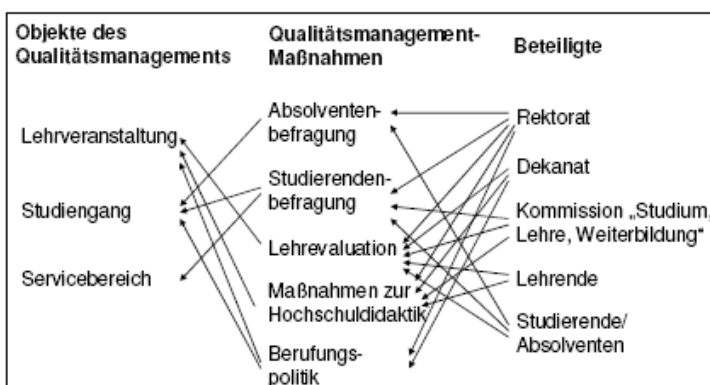 Objekte des
Qualitätsmanagements
Qualitätsmanagement-
Maßnahmen
Beteiligte
Lehrveranstaltung
Studiengang
Servicebereich
Absolventen-
befragung
Studierenden-
befragung
Lehrevaluation
Maßnahmen zur
Hochschuldidaktik
Berufungs-
politik
Rektorat
Dekanat
Kommission „Studium,
Lehre, Weiterbildung“
Lehrende
Studierende/
Absolventen